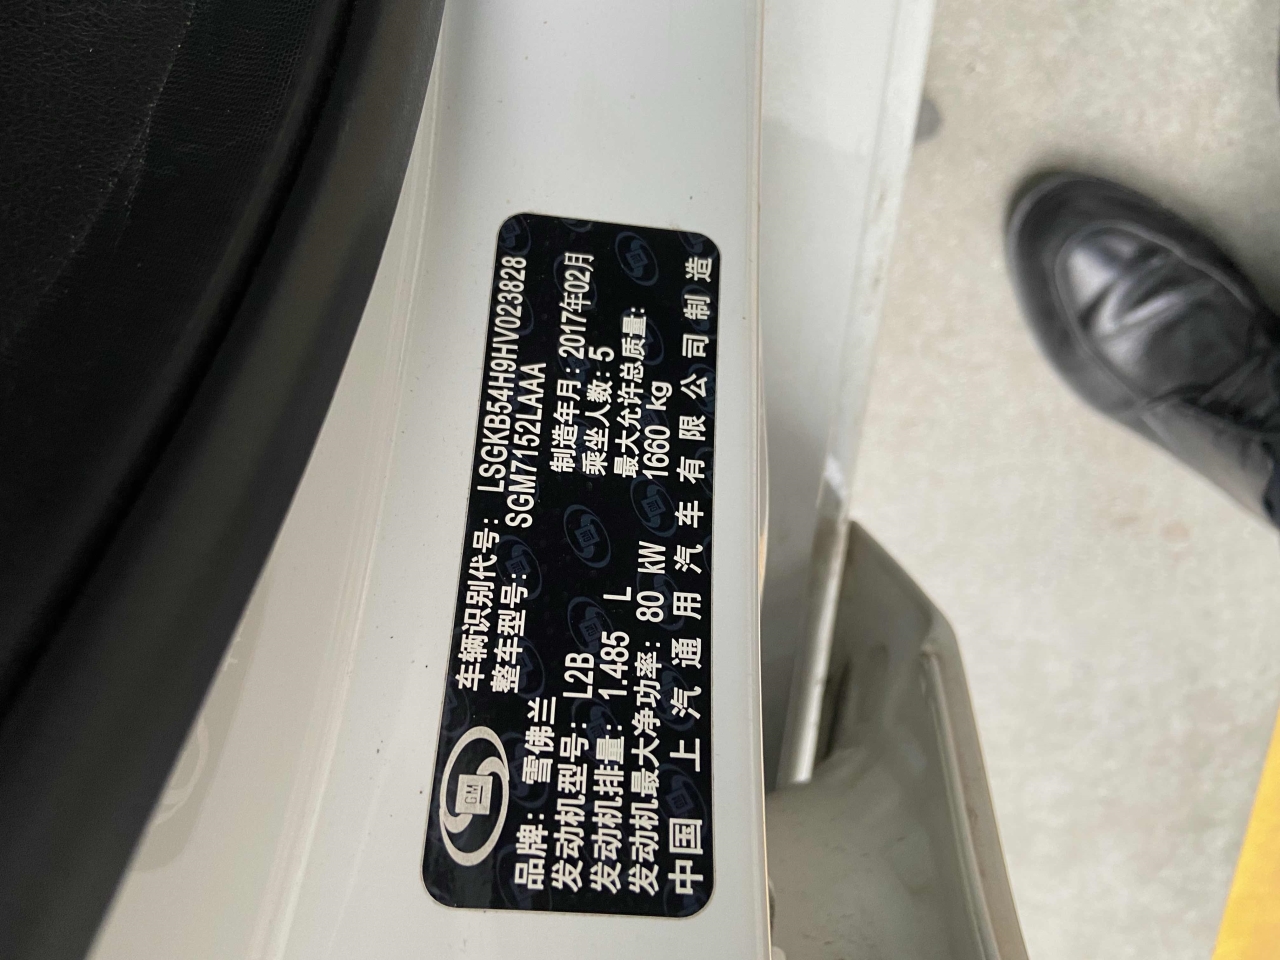 GM
车辆识别代号: LSGKB54H9HV023828
整车型号: SGM7152LAAA
品牌: 雪佛兰
发动机型号: L2B
制造年月: 2017年02月
发动机排量: 1.485 L
乘坐人数: 5
发动机最大净功率: 80 kW
最大允许总质量:
1660 kg
中国 上汽通用汽车有限公司制造